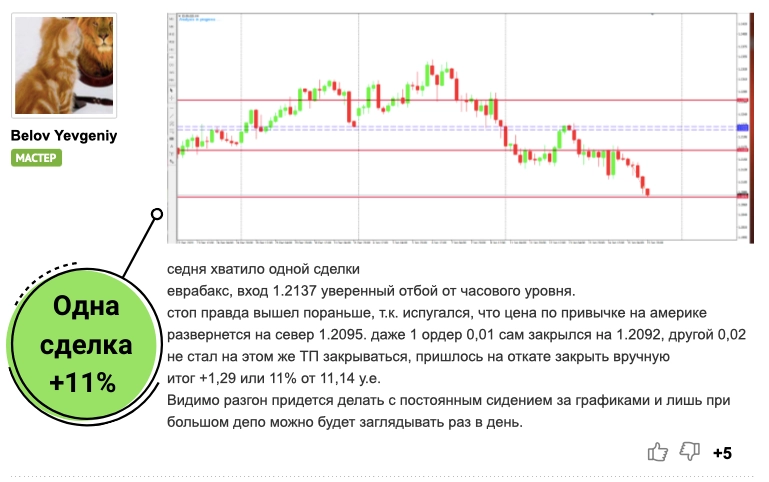 Belov Yevgeniy
МАСТЕР
Одна
сделка
+11%
седня хватило одной сделки
еврабакс, вход 1.2137 уверенный отбой от часового уровня.
стоп правда вышел пораньше, т.к. испугался, что цена по привычке на америке
развернется на север 1.2095. даже 1 ордер 0,01 сам закрылся на 1.2092, другой 0,02
не стал на этом же ТП закрываться, пришлось на откате закрыть вручную
итог +1,29 или 11% от 11,14 у.е.
Видимо разгон придется делать с постоянным сидением за графиками и лишь при
большом депо можно будет заглядывать раз в день.
+5